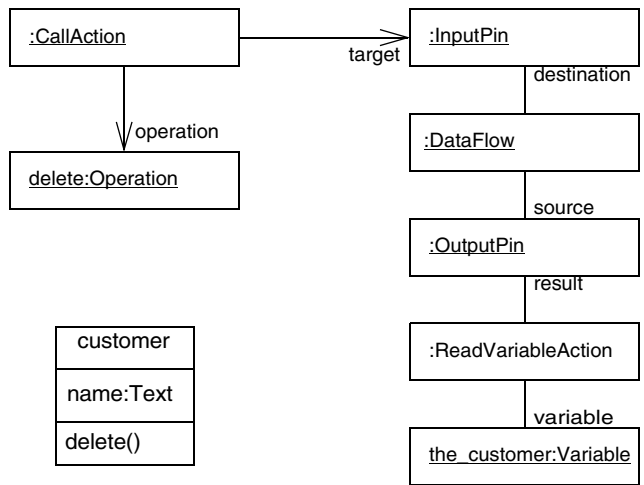 :CallAction
target
:InputPin
destination
operation
:DataFlow
delete:Operation
source
:OutputPin
result
customer
name:Text
delete()
:ReadVariableAction
variable
the_customer:Variable